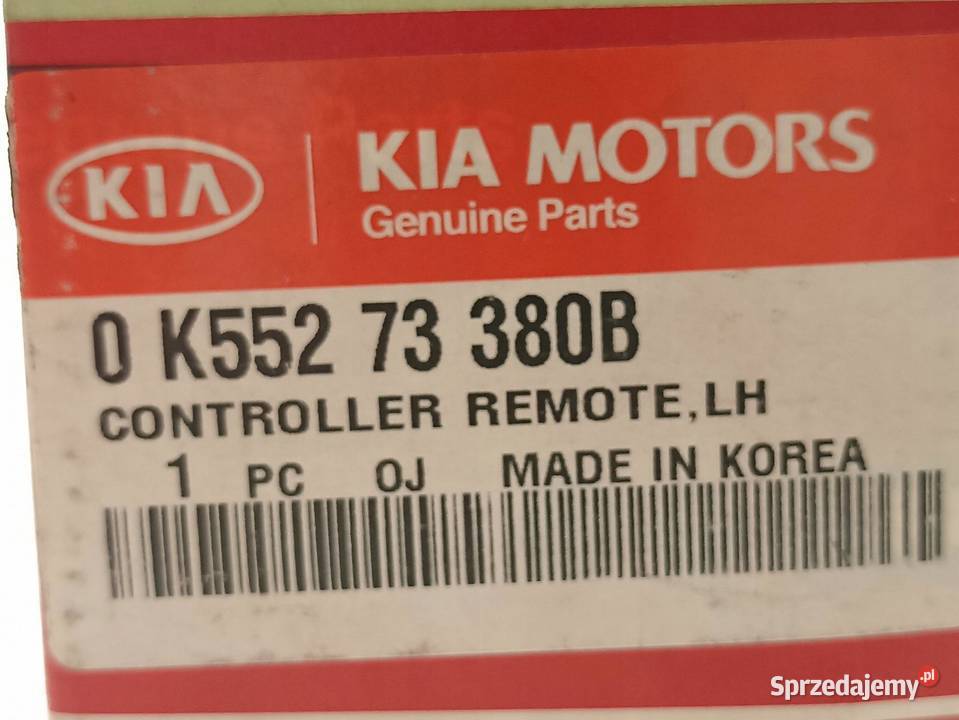 KIA
KIA MOTORS
Genuine Parts
0 K552 73 380B
CONTROLLER REMOTE,LH
1 PC OJ MADE IN KOREA
Sprzedajemy.pl